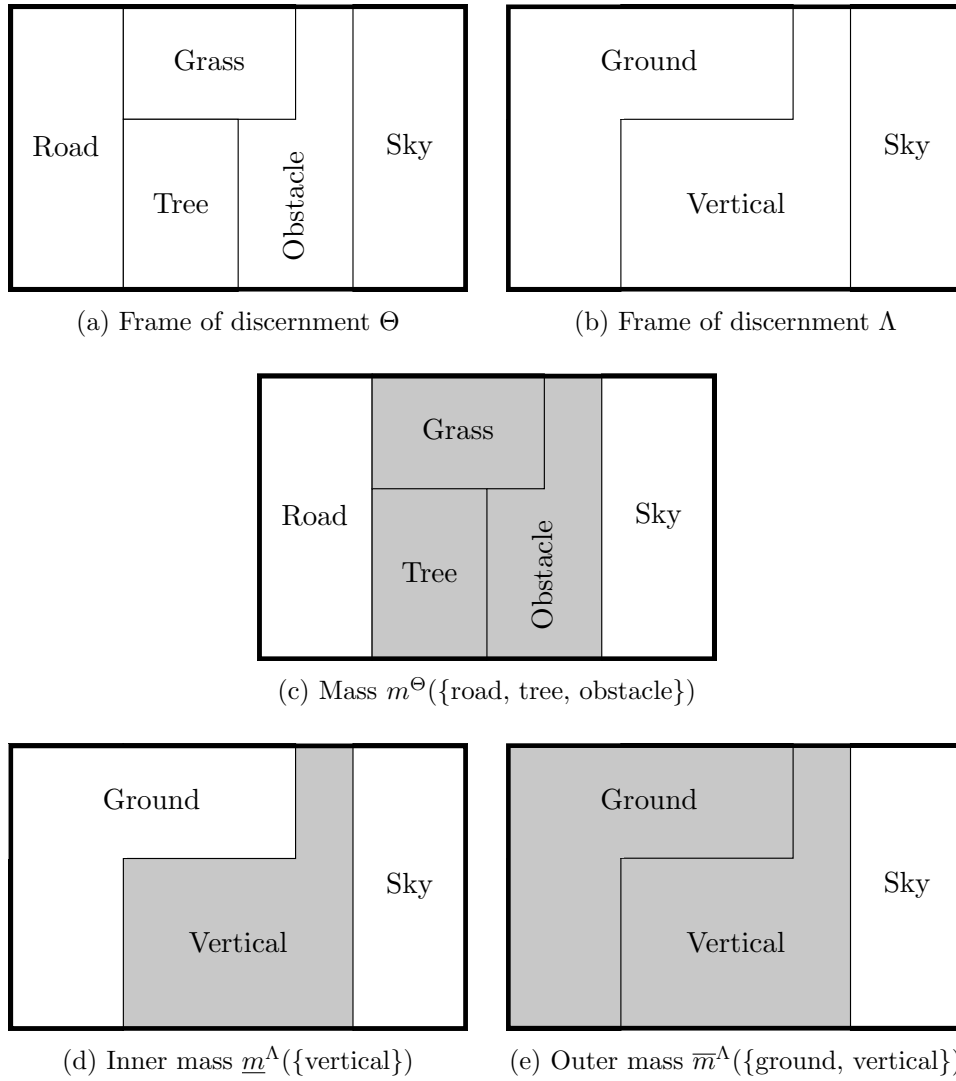 Grass
Road
Sky
Tree
Obstacle
(a) Frame of discernment Θ
Ground
Sky
Vertical
(b) Frame of discernment Λ
Grass
Road
Sky
Tree
Obstacle
(c) Mass m^Θ({road, tree, obstacle})
Ground
Sky
Vertical
(d) Inner mass m̲^Λ({vertical})
Ground
Sky
Vertical
(e) Outer mass m̅^Λ({ground, vertical})